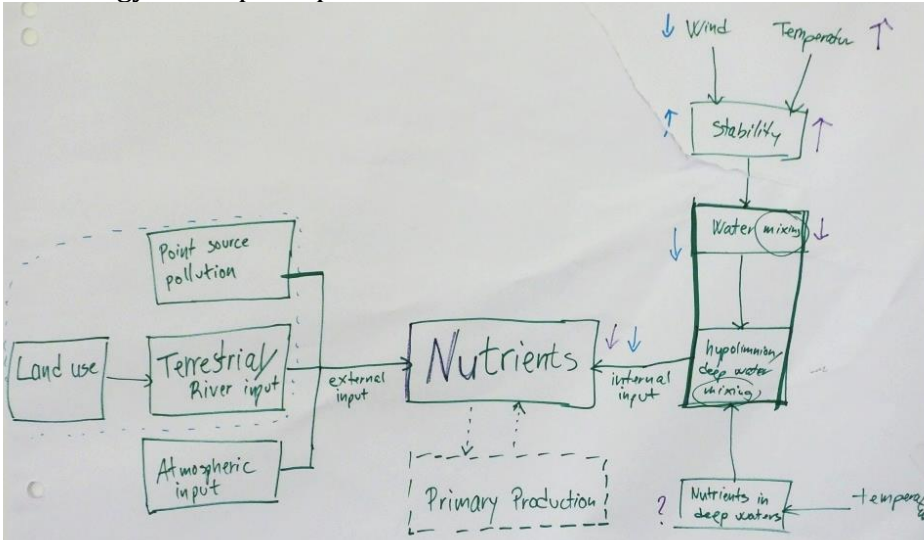 ↓ Wind
Temperatur ↑
↑ Stability ↑
Water mixing
↓ ↓
Point source
pollution
Land use
Terrestrial/
River input
external
input
Nutrients ↓ ↓
internal
input
hypolimnion/
deep water
mixing
Atmospheric
input
Primary Production
? Nutrients in
deep waters